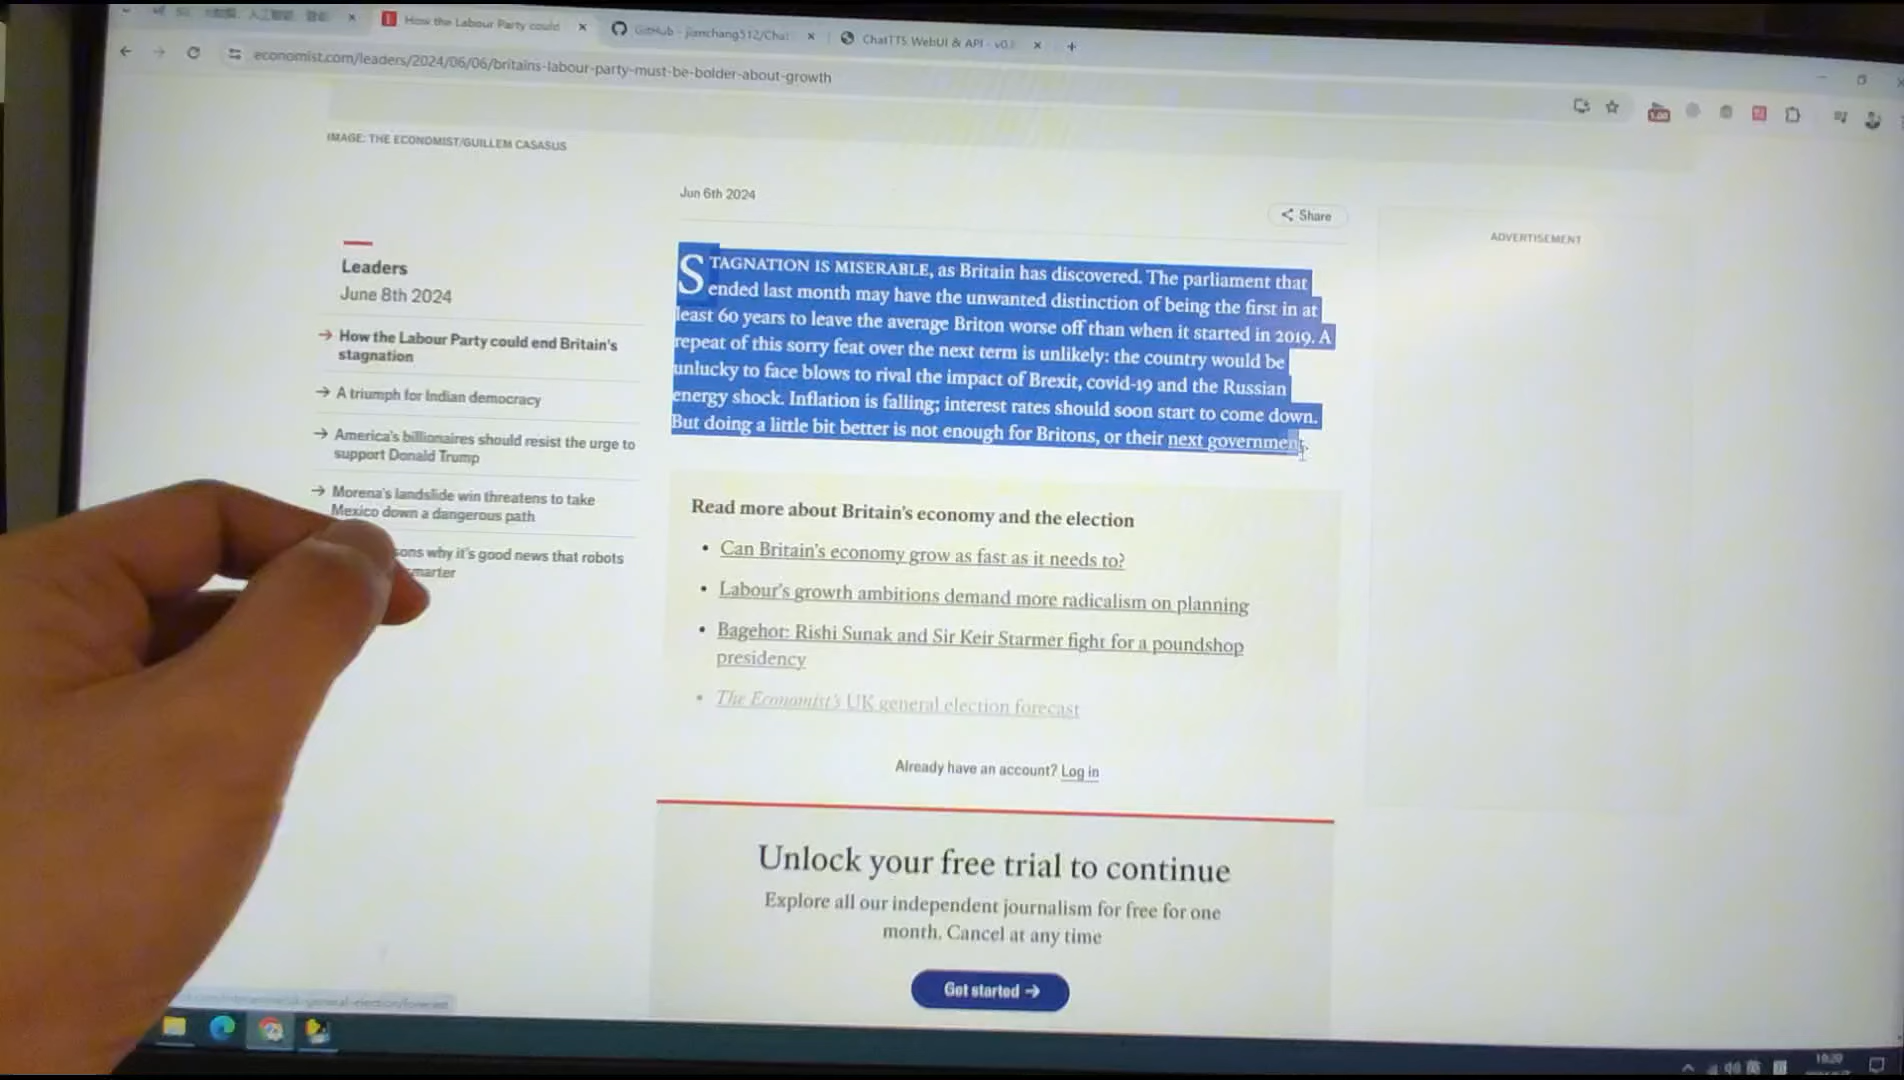 How the Labour Party could
GitHub - jianchang512/Chat
ChatTTS WebUI & API - v0.
economist.com/leaders/2024/06/06/britains-labour-party-must-be-bolder-about-growth
IMAGE: THE ECONOMIST/GUILLEM CASASUS
Jun 6th 2024
Share
ADVERTISEMENT
Leaders
June 8th 2024
How the Labour Party could end Britain's
stagnation
A triumph for Indian democracy
America's billionaires should resist the urge to
support Donald Trump
Morena's landslide win threatens to take
Mexico down a dangerous path
sons why it's good news that robots
marter
STAGNATION IS MISERABLE, as Britain has discovered. The parliament that
ended last month may have the unwanted distinction of being the first in at
least 60 years to leave the average Briton worse off than when it started in 2019. A
repeat of this sorry feat over the next term is unlikely: the country would be
unlucky to face blows to rival the impact of Brexit, covid-19 and the Russian
energy shock. Inflation is falling; interest rates should soon start to come down.
But doing a little bit better is not enough for Britons, or their next government.
Read more about Britain's economy and the election
• Can Britain's economy grow as fast as it needs to?
• Labour's growth ambitions demand more radicalism on planning
• Bagehot: Rishi Sunak and Sir Keir Starmer fight for a poundshop
presidency
• The Economist's UK general election forecast
Already have an account? Log in
Unlock your free trial to continue
Explore all our independent journalism for free for one
month. Cancel at any time
Get started →